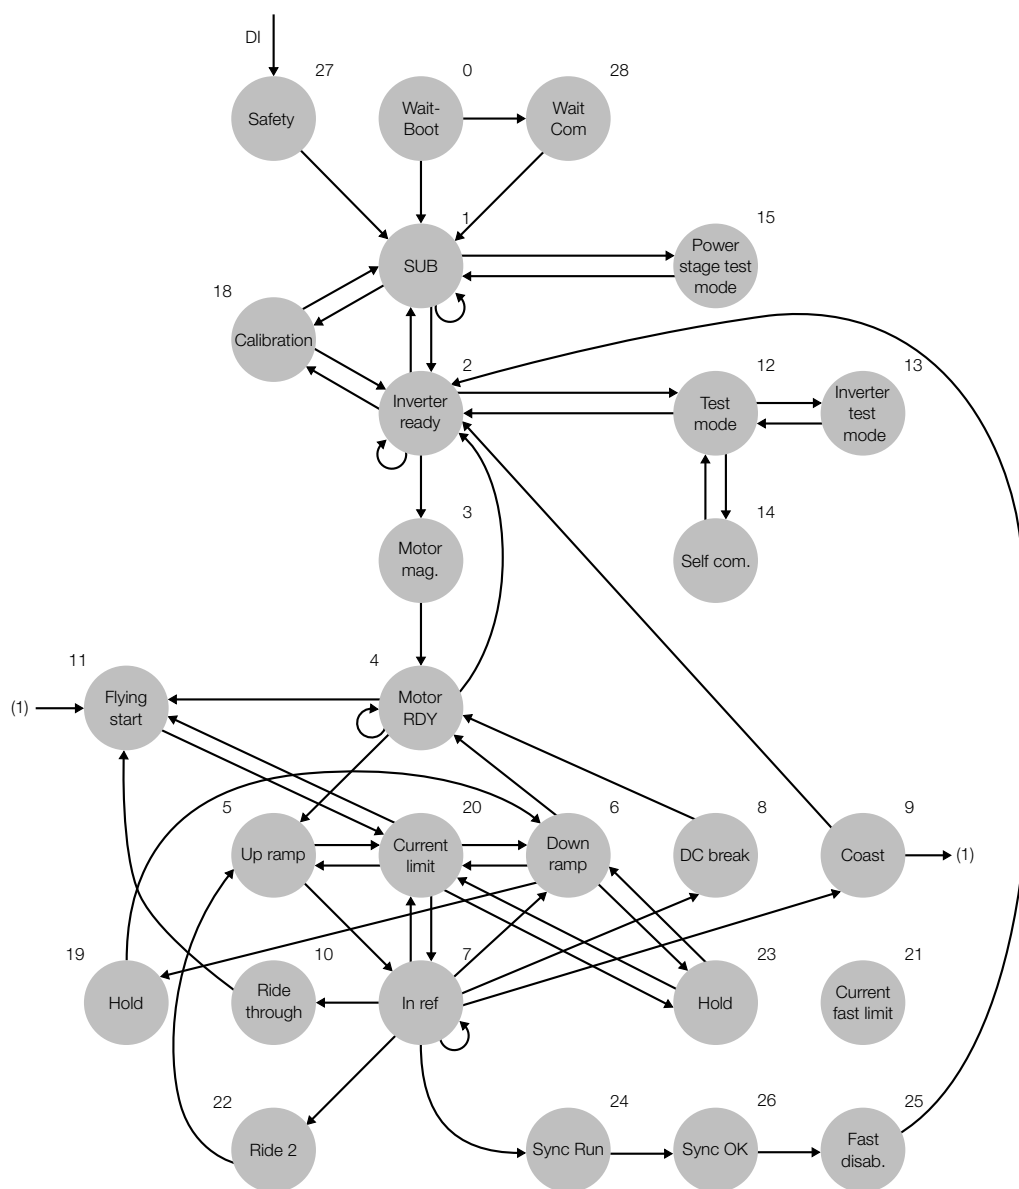 DI
27
0
28
Safety
Wait-
Boot
Wait
Com
1
15
SUB
Power
stage test
mode
18
Calibration
2
12
13
Inverter
ready
Test
mode
Inverter
test
mode
3
14
Motor
mag.
Self com.
11
4
(1)
Flying
start
Motor
RDY
5
20
6
8
9
Up ramp
Current
limit
Down
ramp
DC break
Coast
(1)
19
10
7
23
21
Hold
Ride
through
In ref
Hold
Current
fast limit
22
24
26
25
Ride 2
Sync Run
Sync OK
Fast
disab.